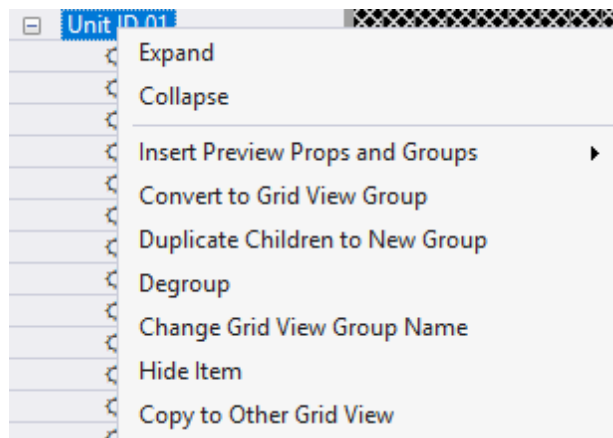 Unit ID 01
Expand
Collapse
Insert Preview Props and Groups
Convert to Grid View Group
Duplicate Children to New Group
Degroup
Change Grid View Group Name
Hide Item
Copy to Other Grid View